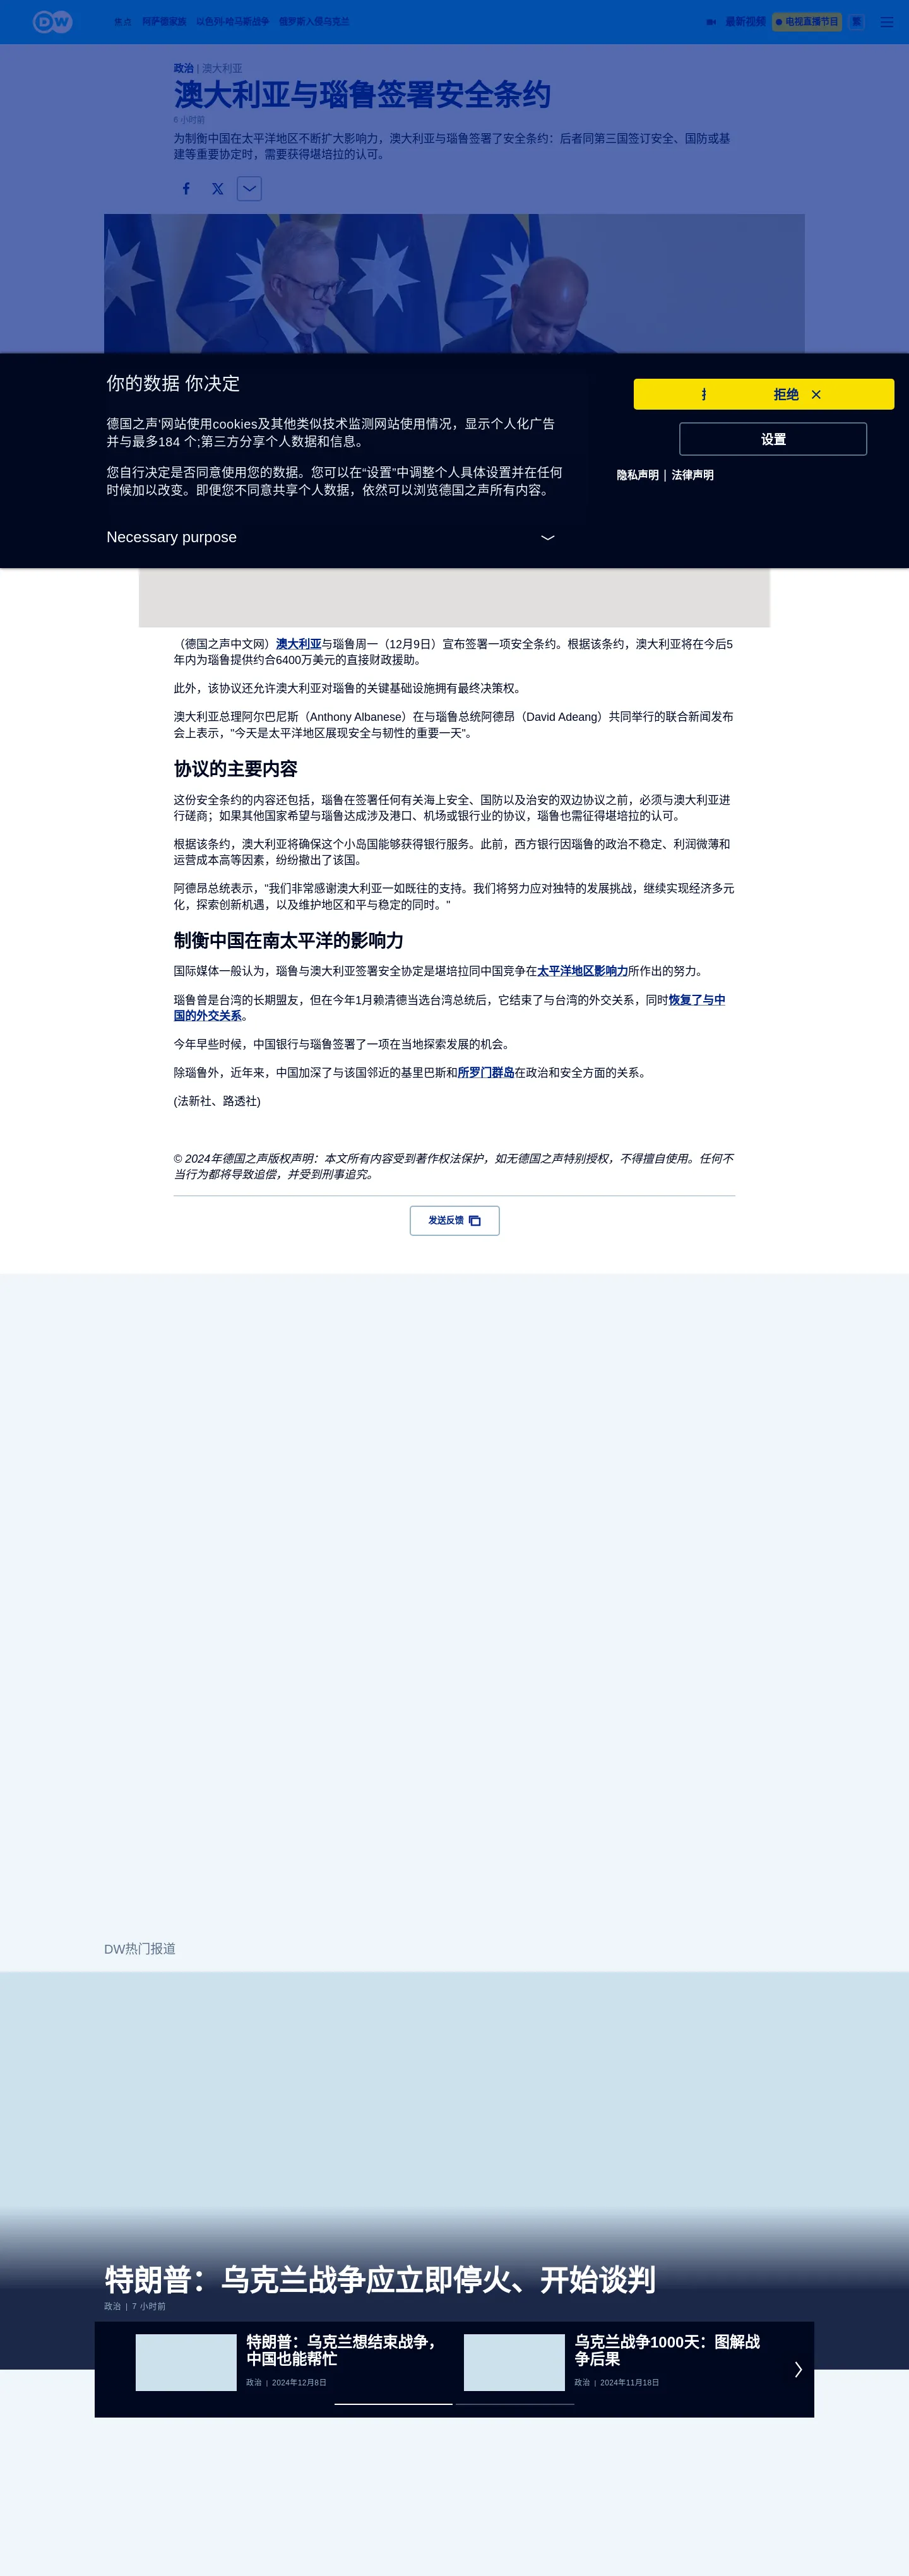 DW
焦点 阿萨德家族 以色列-哈马斯战争 俄罗斯入侵乌克兰
最新视频 电视直播节目 繁
政治 | 澳大利亚
澳大利亚与瑙鲁签署安全条约
6 小时前
为制衡中国在太平洋地区不断扩大影响力，澳大利亚与瑙鲁签署了安全条约：后者同第三国签订安全、国防或基
建等重要协定时，需要获得堪培拉的认可。
你的数据 你决定
德国之声'网站使用cookies及其他类似技术监测网站使用情况，显示个人化广告
并与最多184 个;第三方分享个人数据和信息。
您自行决定是否同意使用您的数据。您可以在“设置”中调整个人具体设置并在任何
时候加以改变。即便您不同意共享个人数据，依然可以浏览德国之声所有内容。
Necessary purpose
拒绝
设置
隐私声明 | 法律声明
（德国之声中文网）澳大利亚与瑙鲁周一（12月9日）宣布签署一项安全条约。根据该条约，澳大利亚将在今后5
年内为瑙鲁提供约合6400万美元的直接财政援助。
此外，该协议还允许澳大利亚对瑙鲁的关键基础设施拥有最终决策权。
澳大利亚总理阿尔巴尼斯（Anthony Albanese）在与瑙鲁总统阿德昂（David Adeang）共同举行的联合新闻发布
会上表示，"今天是太平洋地区展现安全与韧性的重要一天"。
协议的主要内容
这份安全条约的内容还包括，瑙鲁在签署任何有关海上安全、国防以及治安的双边协议之前，必须与澳大利亚进
行磋商；如果其他国家希望与瑙鲁达成涉及港口、机场或银行业的协议，瑙鲁也需征得堪培拉的认可。
根据该条约，澳大利亚将确保这个小岛国能够获得银行服务。此前，西方银行因瑙鲁的政治不稳定、利润微薄和
运营成本高等因素，纷纷撤出了该国。
阿德昂总统表示，"我们非常感谢澳大利亚一如既往的支持。我们将努力应对独特的发展挑战，继续实现经济多元
化，探索创新机遇，以及维护地区和平与稳定的同时。"
制衡中国在南太平洋的影响力
国际媒体一般认为，瑙鲁与澳大利亚签署安全协定是堪培拉同中国竞争在太平洋地区影响力所作出的努力。
瑙鲁曾是台湾的长期盟友，但在今年1月赖清德当选台湾总统后，它结束了与台湾的外交关系，同时恢复了与中
国的外交关系。
今年早些时候，中国银行与瑙鲁签署了一项在当地探索发展的机会。
除瑙鲁外，近年来，中国加深了与该国邻近的基里巴斯和所罗门群岛在政治和安全方面的关系。
(法新社、路透社)
© 2024年德国之声版权声明：本文所有内容受到著作权法保护，如无德国之声特别授权，不得擅自使用。任何不
当行为都将导致追偿，并受到刑事追究。
发送反馈
DW热门报道
特朗普：乌克兰战争应立即停火、开始谈判
政治 | 7 小时前
特朗普：乌克兰想结束战争，
中国也能帮忙
政治 | 2024年12月8日
乌克兰战争1000天：图解战
争后果
政治 | 2024年11月18日